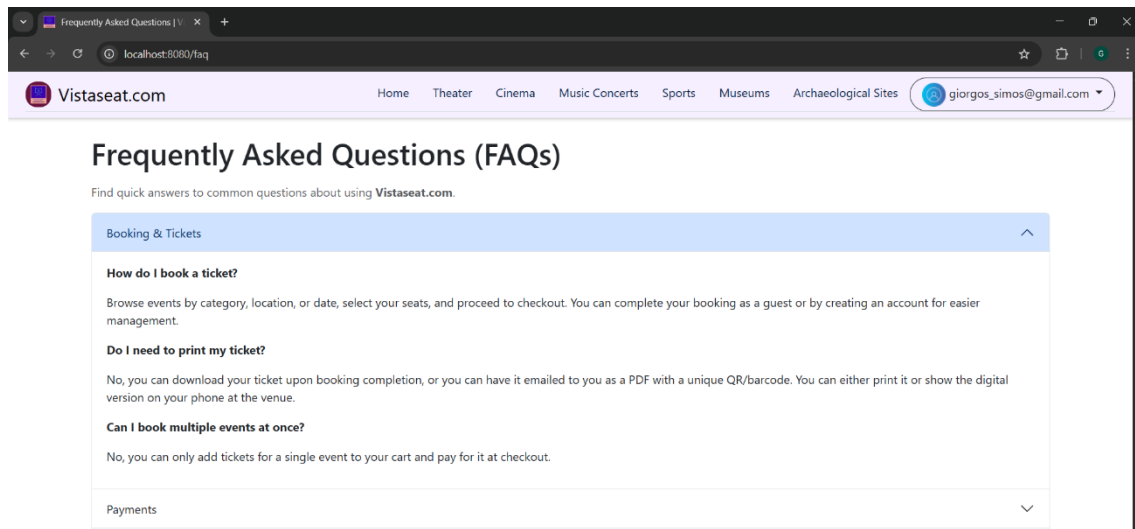 Frequently Asked Questions | V
localhost:8080/faq
G
Vistaseat.com
Home Theater Cinema Music Concerts Sports Museums Archaeological Sites giorgos_simos@gmail.com
Frequently Asked Questions (FAQs)
Find quick answers to common questions about using Vistaseat.com.
Booking & Tickets
How do I book a ticket?
Browse events by category, location, or date, select your seats, and proceed to checkout. You can complete your booking as a guest or by creating an account for easier
management.
Do I need to print my ticket?
No, you can download your ticket upon booking completion, or you can have it emailed to you as a PDF with a unique QR/barcode. You can either print it or show the digital
version on your phone at the venue.
Can I book multiple events at once?
No, you can only add tickets for a single event to your cart and pay for it at checkout.
Payments